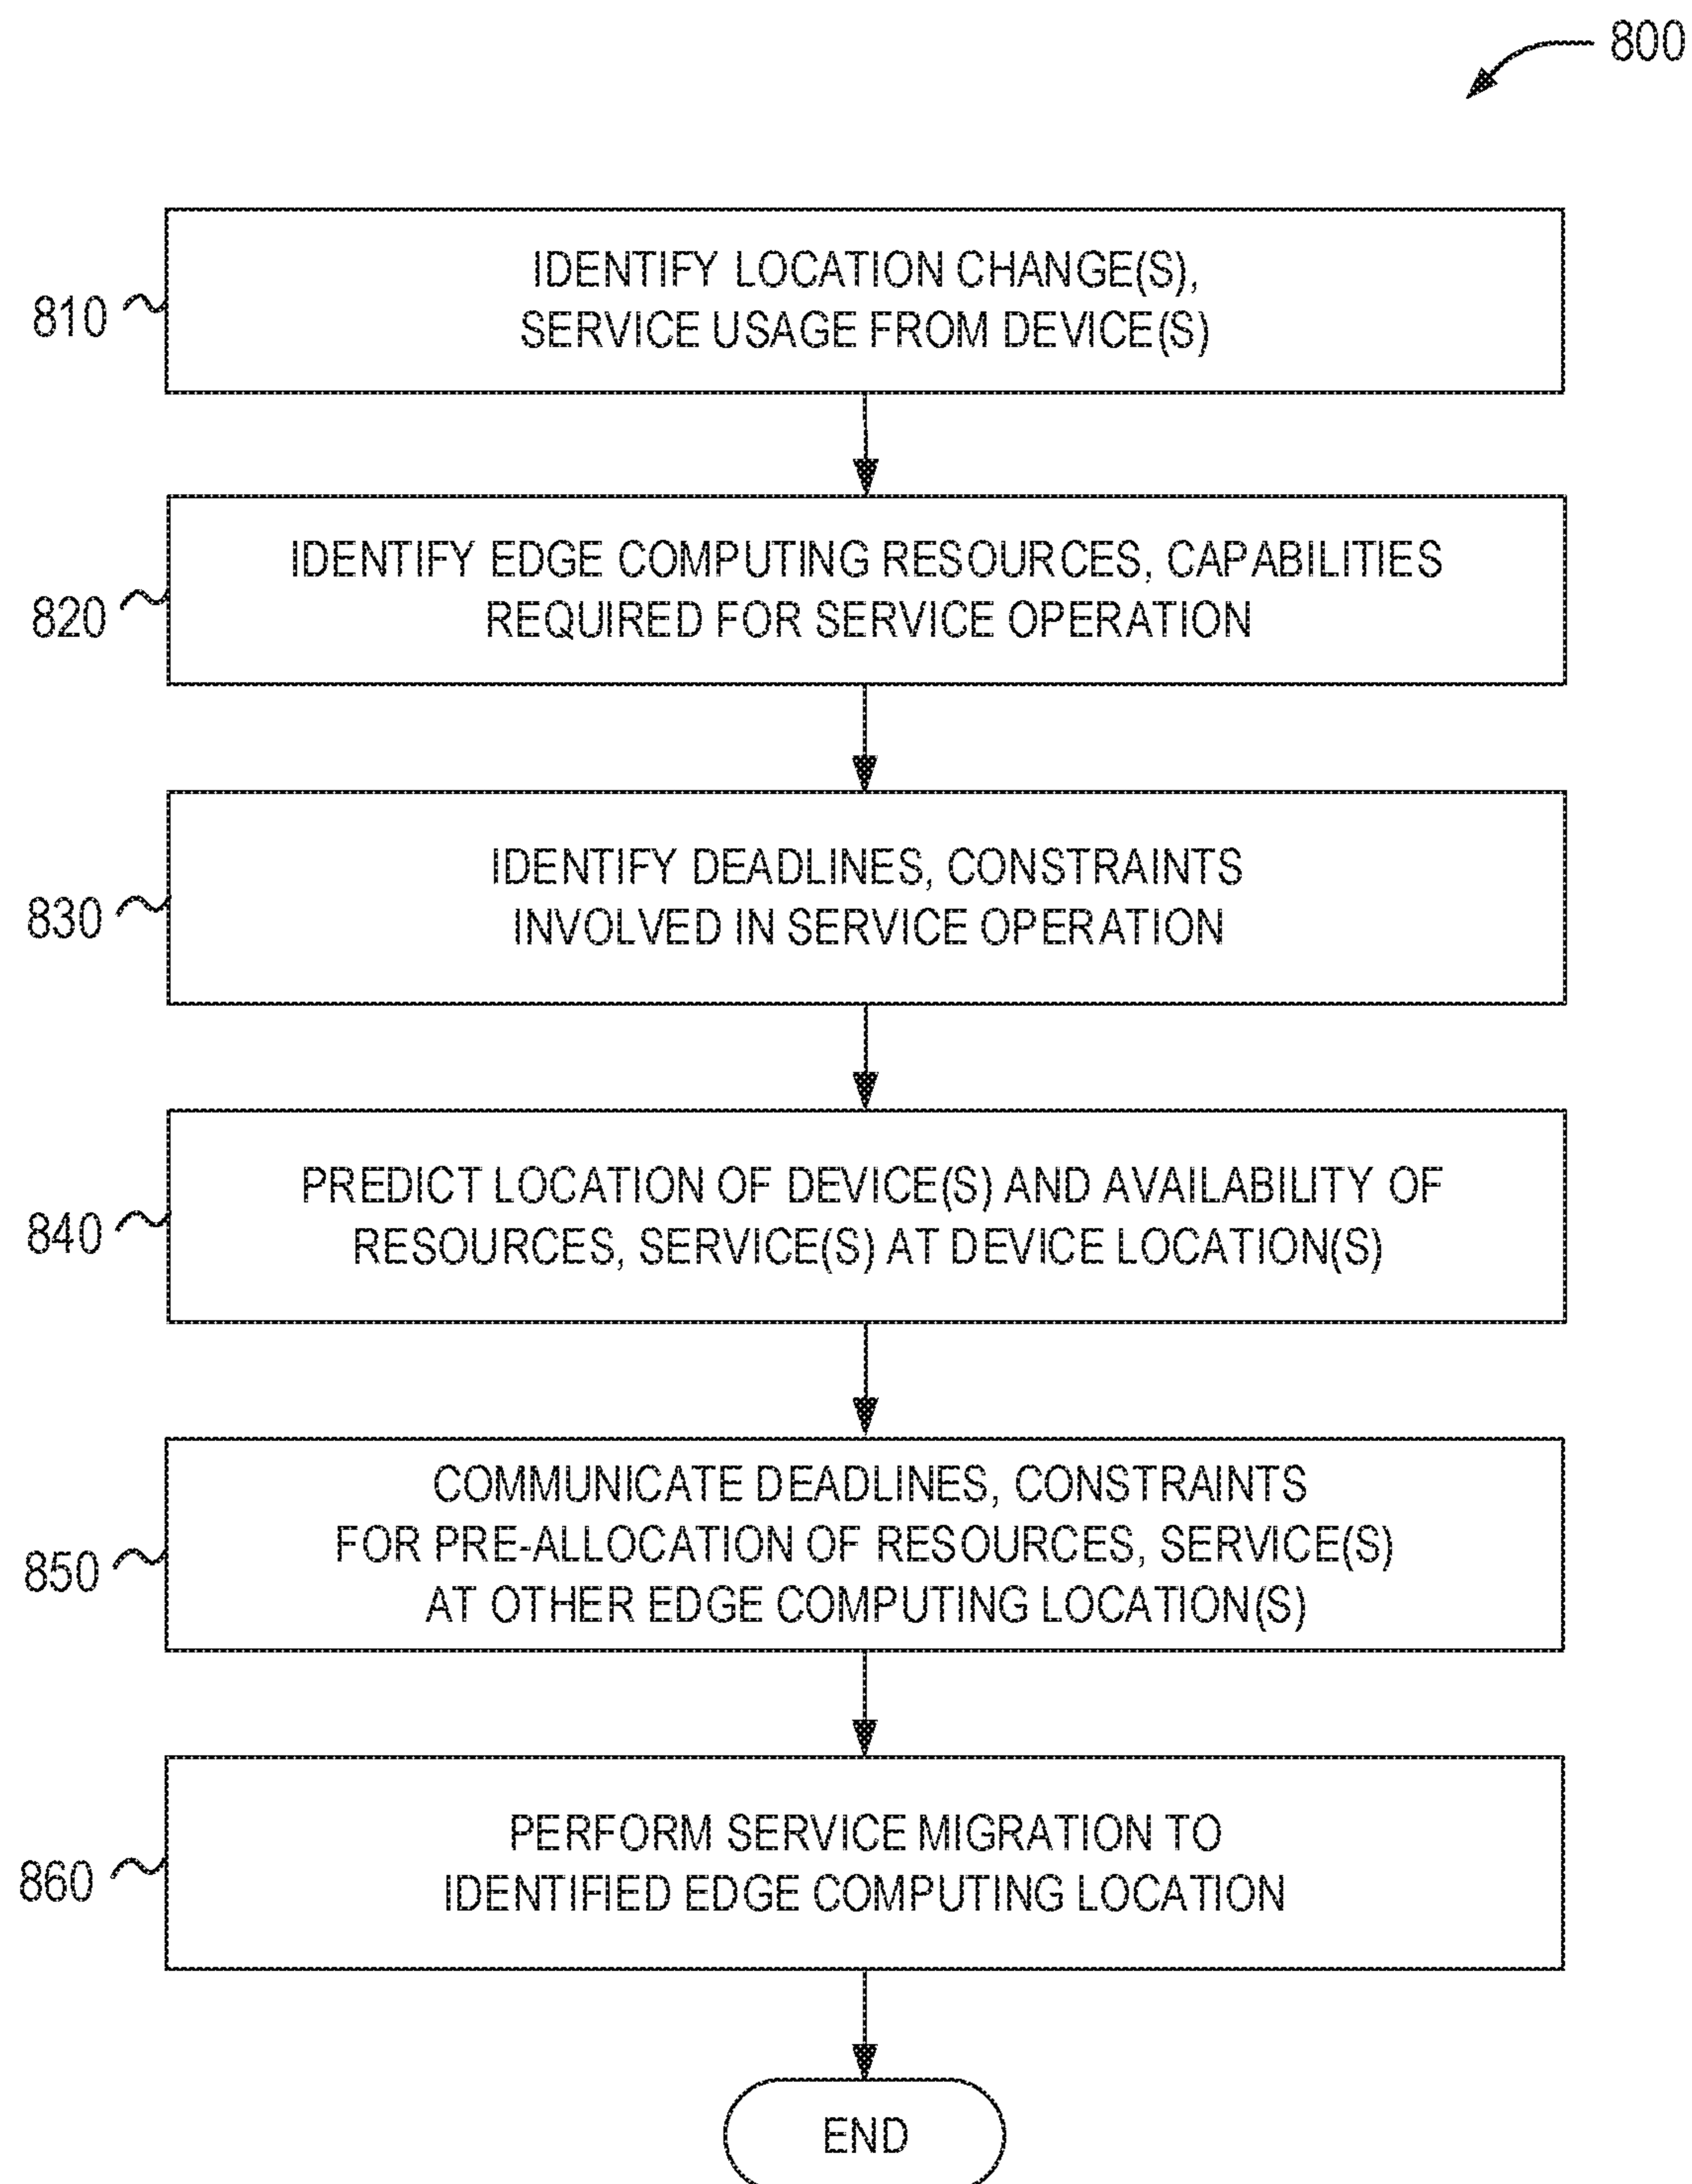 800
IDENTIFY LOCATION CHANGE(S),
SERVICE USAGE FROM DEVICE(S)
810
IDENTIFY EDGE COMPUTING RESOURCES, CAPABILITIES
REQUIRED FOR SERVICE OPERATION
820
IDENTIFY DEADLINES, CONSTRAINTS
INVOLVED IN SERVICE OPERATION
830
PREDICT LOCATION OF DEVICE(S) AND AVAILABILITY OF
RESOURCES, SERVICE(S) AT DEVICE LOCATION(S)
840
COMMUNICATE DEADLINES, CONSTRAINTS
FOR PRE-ALLOCATION OF RESOURCES, SERVICE(S)
AT OTHER EDGE COMPUTING LOCATION(S)
850
PERFORM SERVICE MIGRATION TO
IDENTIFIED EDGE COMPUTING LOCATION
860
END